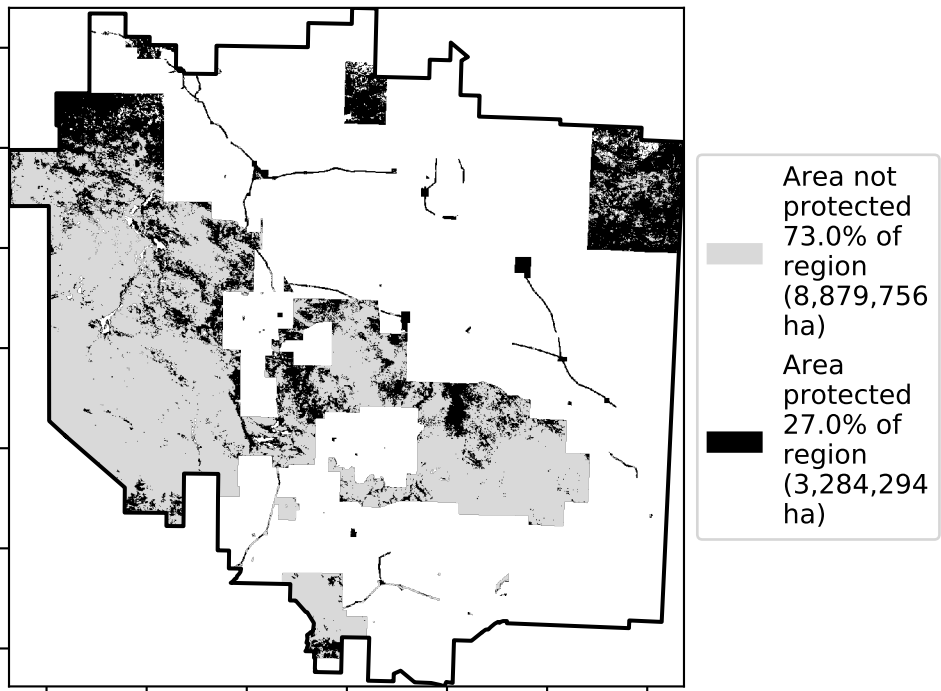 Area not
protected
73.0% of
region
(8,879,756
ha)
Area
protected
27.0% of
region
(3,284,294
ha)